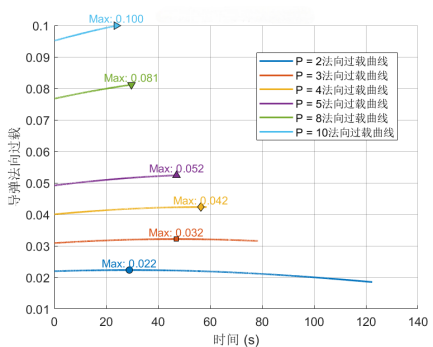 0.1
0.09
0.08
0.07
0.06
0.05
0.04
0.03
0.02
0.01
导弹法向过载
Max: 0.100
Max: 0.081
Max: 0.052
Max: 0.042
Max: 0.032
Max: 0.022
P = 2法向过载曲线
P = 3法向过载曲线
P = 4法向过载曲线
P = 5法向过载曲线
P = 8法向过载曲线
P = 10法向过载曲线
0 20 40 60 80 100 120 140
时间 (s)